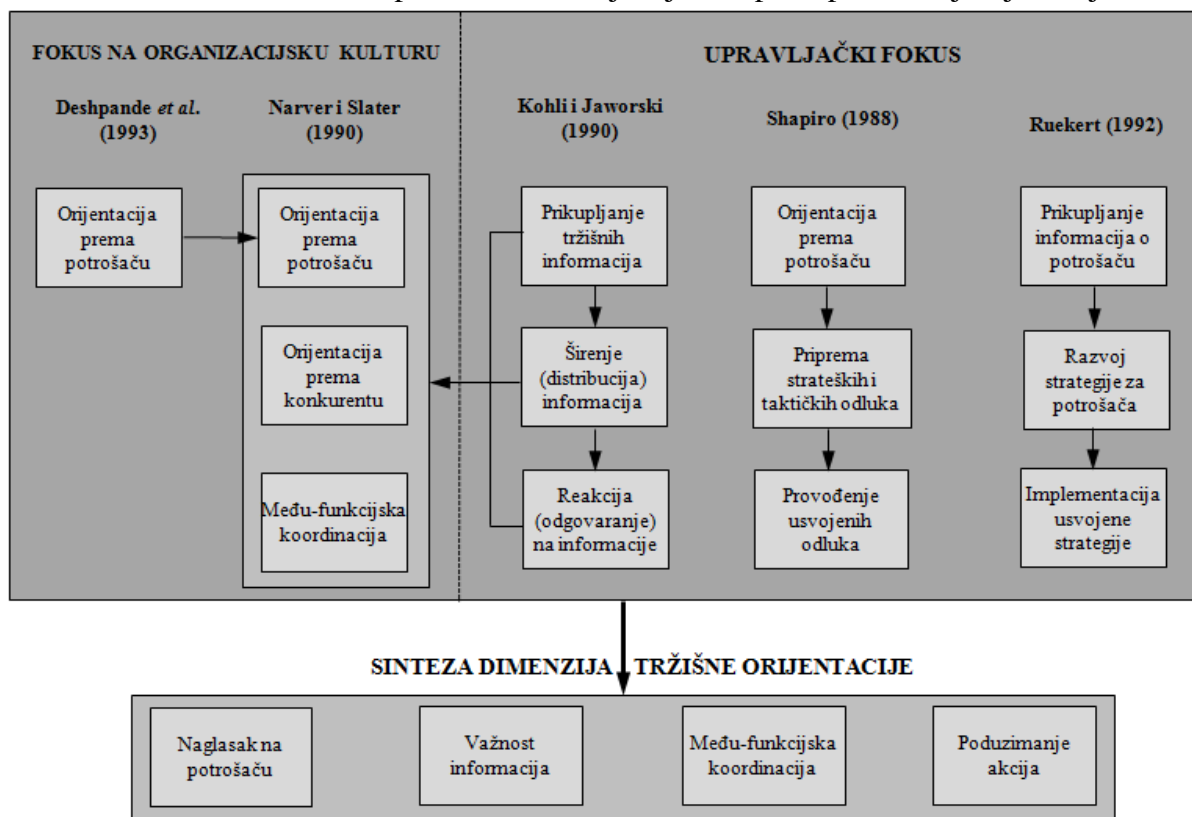 FOKUS NA ORGANIZACIJSKU KULTURU
UPRAVLJAČKI FOKUS
Deshpande et al.
(1993)
Narver i Slater
(1990)
Kohli i Jaworski
(1990)
Shapiro (1988)
Ruekert (1992)
Orijentacija
prema
potrošaču
Orijentacija
prema
potrošaču
Orijentacija
prema
konkurentu
Među-funkcijska
koordinacija
Prikupljanje
tržišnih
informacija
Širenje
(distribucija)
informacija
Reakcija
(odgovaranje)
na informacije
Orijentacija
prema
potrošaču
Priprema
strateških i
taktičkih odluka
Provođenje
usvojenih
odluka
Prikupljanje
informacija o
potrošaču
Razvoj
strategije za
potrošača
Implementacija
usvojene
strategije
SINTEZA DIMENZIJA TRŽIŠNE ORIJENTACIJE
Naglasak na
potrošaču
Važnost
informacija
Među-funkcijska
koordinacija
Poduzimanje
akcija